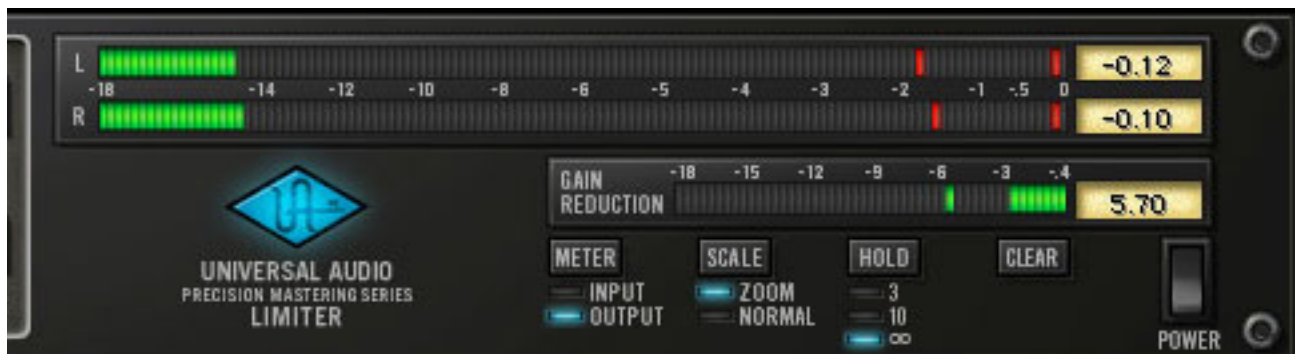 L -0.12
-18 -14 -12 -10 -8 -6 -5 -4 -3 -2 -1 -.5 0
R -0.10
-18 -15 -12 -9 -6 -3 -.4
GAIN
REDUCTION 5.70
METER SCALE HOLD CLEAR
UNIVERSAL AUDIO
PRECISION MASTERING SERIES
LIMITER
INPUT ZOOM 3
OUTPUT NORMAL 10
∞
POWER